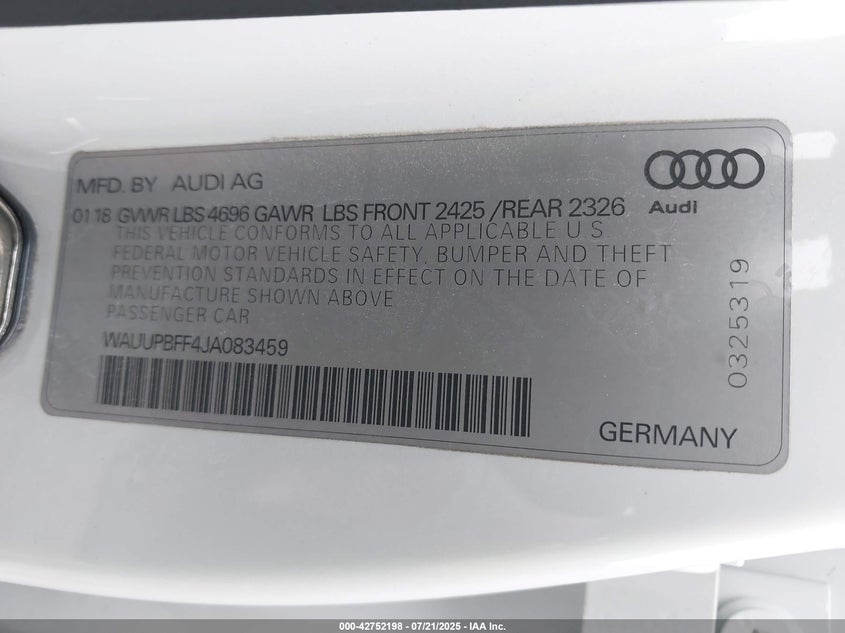 MFD. BY AUDI AG
Audi
01 18 GVWR LBS 4696 GAWR LBS FRONT 2425 /REAR 2326
THIS VEHICLE CONFORMS TO ALL APPLICABLE U.S
FEDERAL MOTOR VEHICLE SAFETY, BUMPER AND THEFT
PREVENTION STANDARDS IN EFFECT ON THE DATE OF
MANUFACTURE SHOWN ABOVE
PASSENGER CAR
WAUUPBFF4JA083459
0325319
GERMANY
000-42752198 - 07/21/2025 - IAA Inc.